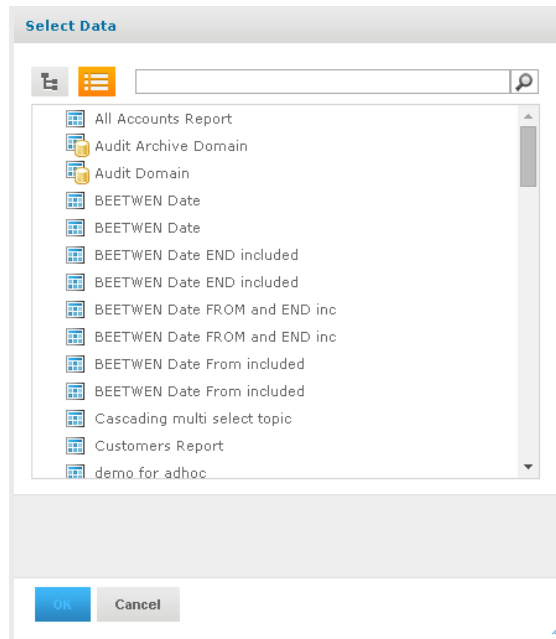 Select Data
All Accounts Report
Audit Archive Domain
Audit Domain
BEETWEN Date
BEETWEN Date
BEETWEN Date END included
BEETWEN Date END included
BEETWEN Date FROM and END inc
BEETWEN Date FROM and END inc
BEETWEN Date From included
BEETWEN Date From included
Cascading multi select topic
Customers Report
demo for adhoc
OK Cancel